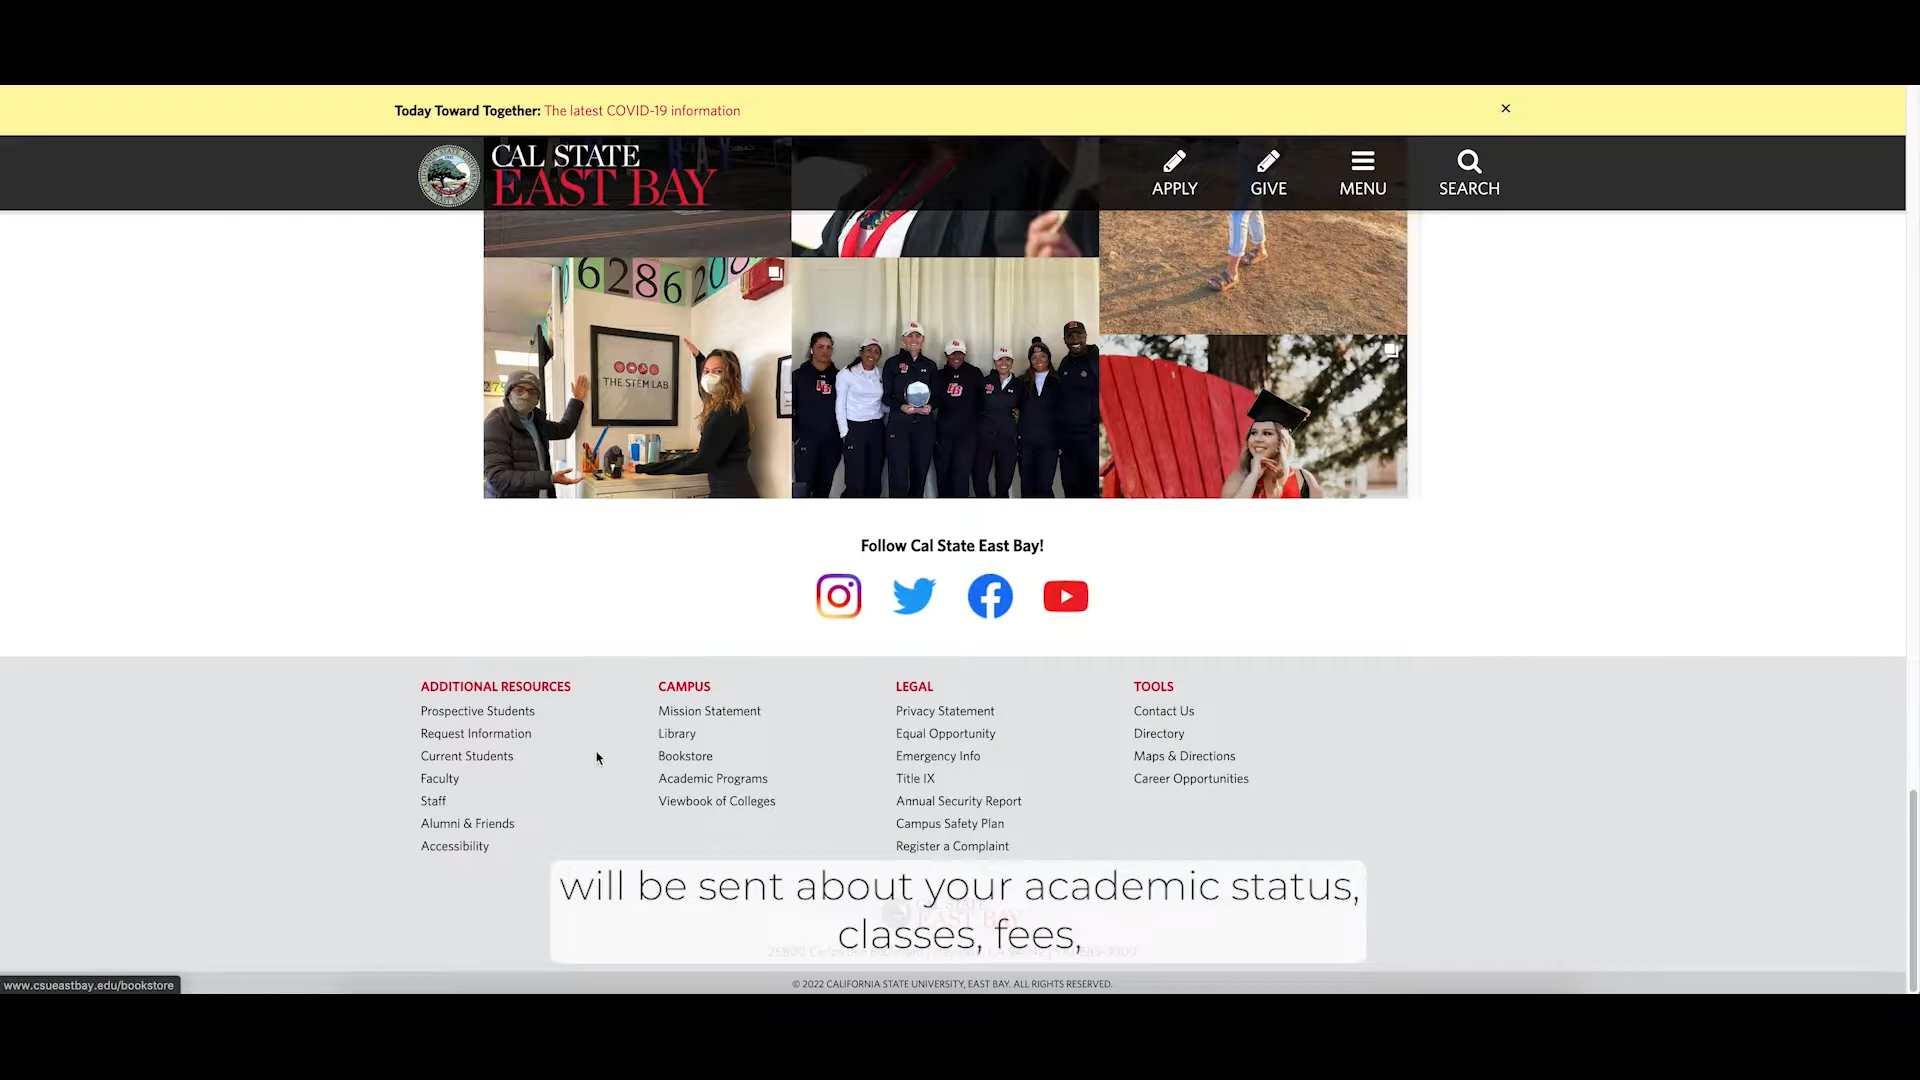 Today Toward Together: The latest COVID-19 information
×
CAL STATE
EAST BAY
APPLY
GIVE
MENU
SEARCH
THE STEM LAB
Follow Cal State East Bay!
ADDITIONAL RESOURCES
Prospective Students
Request Information
Current Students
Faculty
Staff
Alumni & Friends
Accessibility
CAMPUS
Mission Statement
Library
Bookstore
Academic Programs
Viewbook of Colleges
LEGAL
Privacy Statement
Equal Opportunity
Emergency Info
Title IX
Annual Security Report
Campus Safety Plan
Register a Complaint
TOOLS
Contact Us
Directory
Maps & Directions
Career Opportunities
will be sent about your academic status,
classes, fees,
www.csueastbay.edu/bookstore
© 2022 CALIFORNIA STATE UNIVERSITY, EAST BAY. ALL RIGHTS RESERVED.